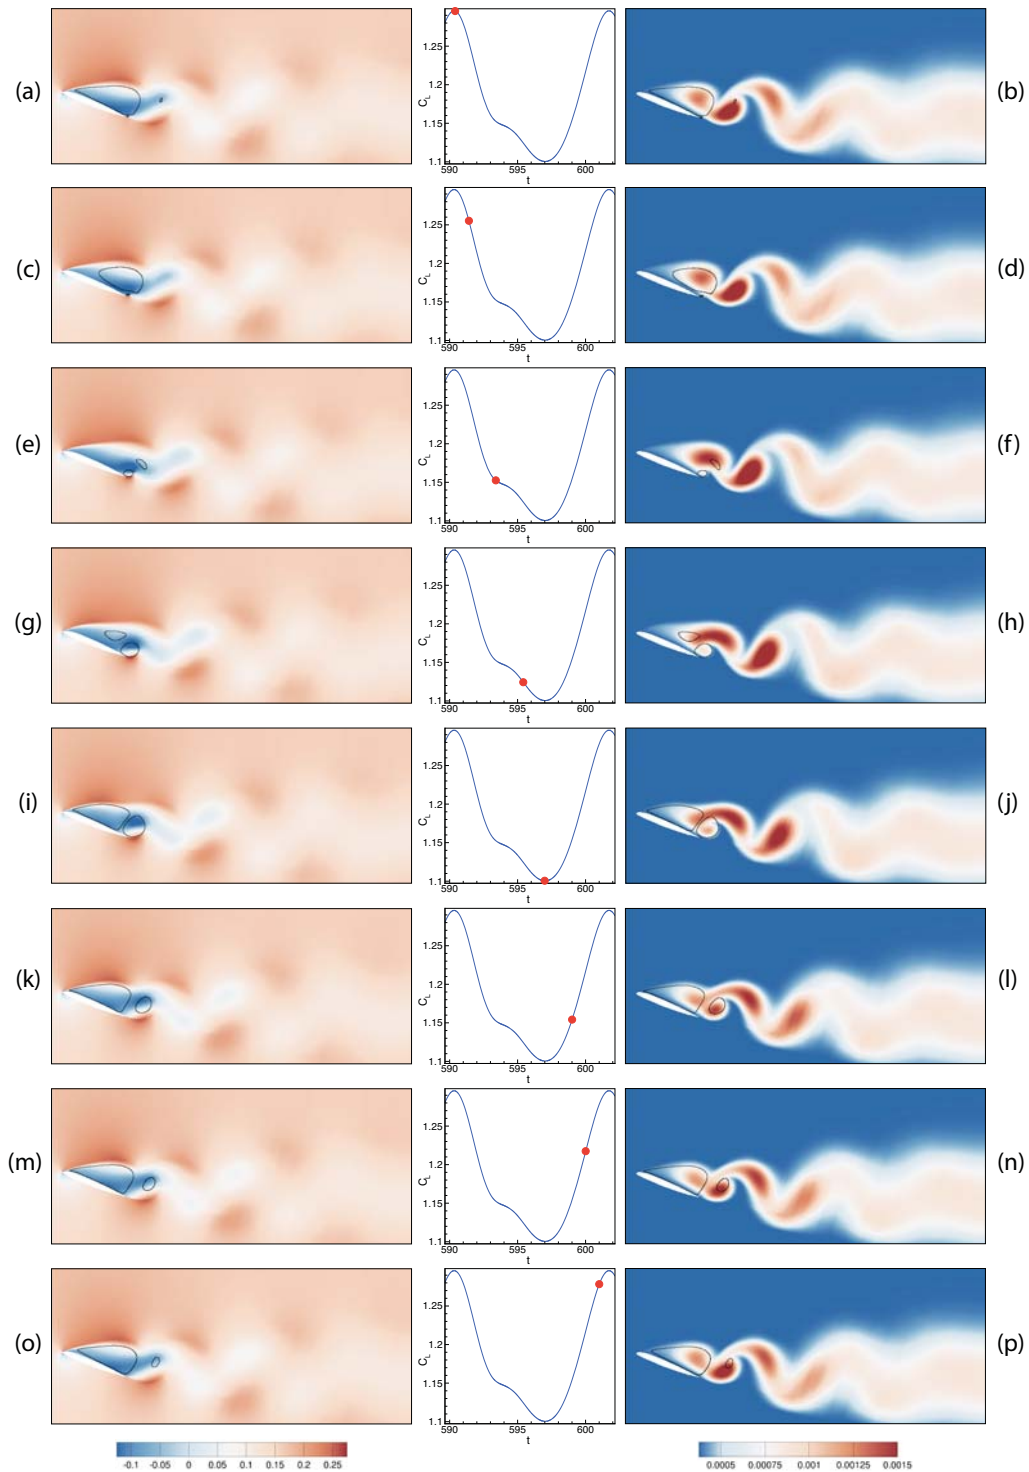 (a)
1.25
1.2
1.15
1.1
C_L
590 595 600
t
(b)
(c)
1.25
1.2
1.15
1.1
C_L
590 595 600
t
(d)
(e)
1.25
1.2
1.15
1.1
C_L
590 595 600
t
(f)
(g)
1.25
1.2
1.15
1.1
C_L
590 595 600
t
(h)
(i)
1.25
1.2
1.15
1.1
C_L
590 595 600
t
(j)
(k)
1.25
1.2
1.15
1.1
C_L
590 595 600
t
(l)
(m)
1.25
1.2
1.15
1.1
C_L
590 595 600
t
(n)
(o)
1.25
1.2
1.15
1.1
C_L
590 595 600
t
(p)
-0.1 -0.05 0 0.05 0.1 0.15 0.2 0.25
0.0005 0.00075 0.001 0.00125 0.0015